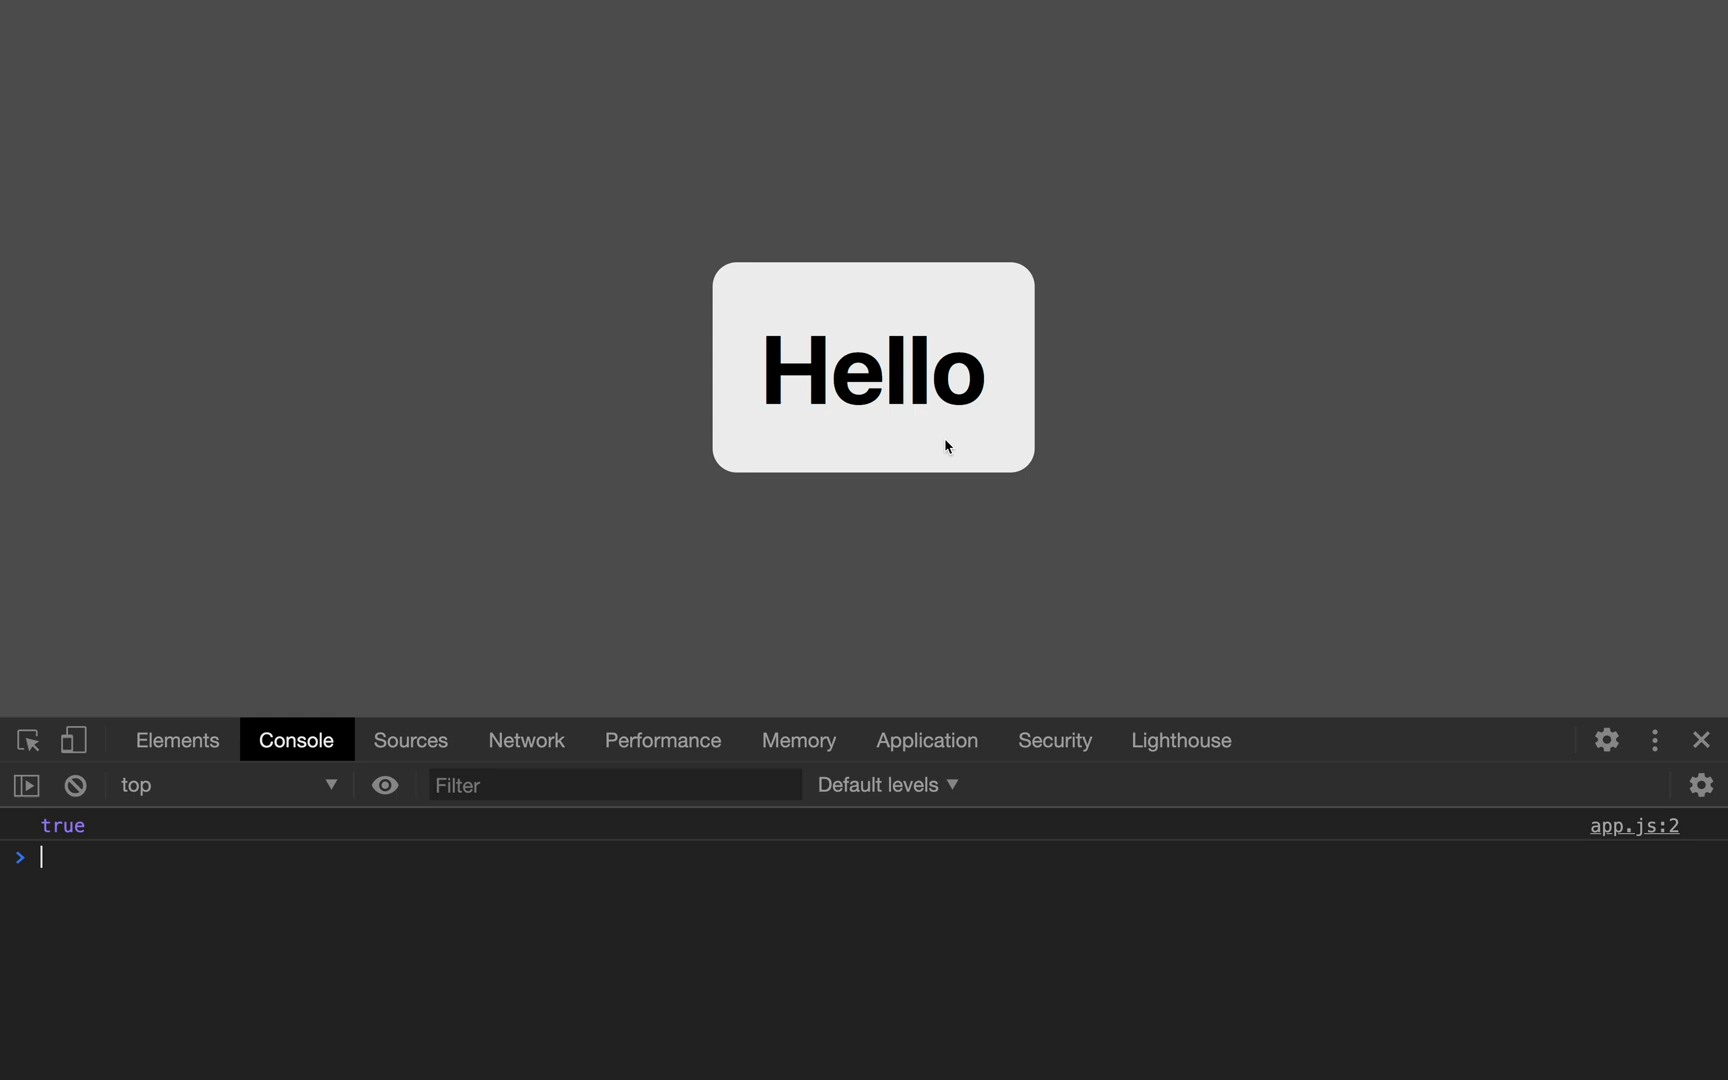 Hello
Elements Console Sources Network Performance Memory Application Security Lighthouse
top Filter Default levels
true app.js:2